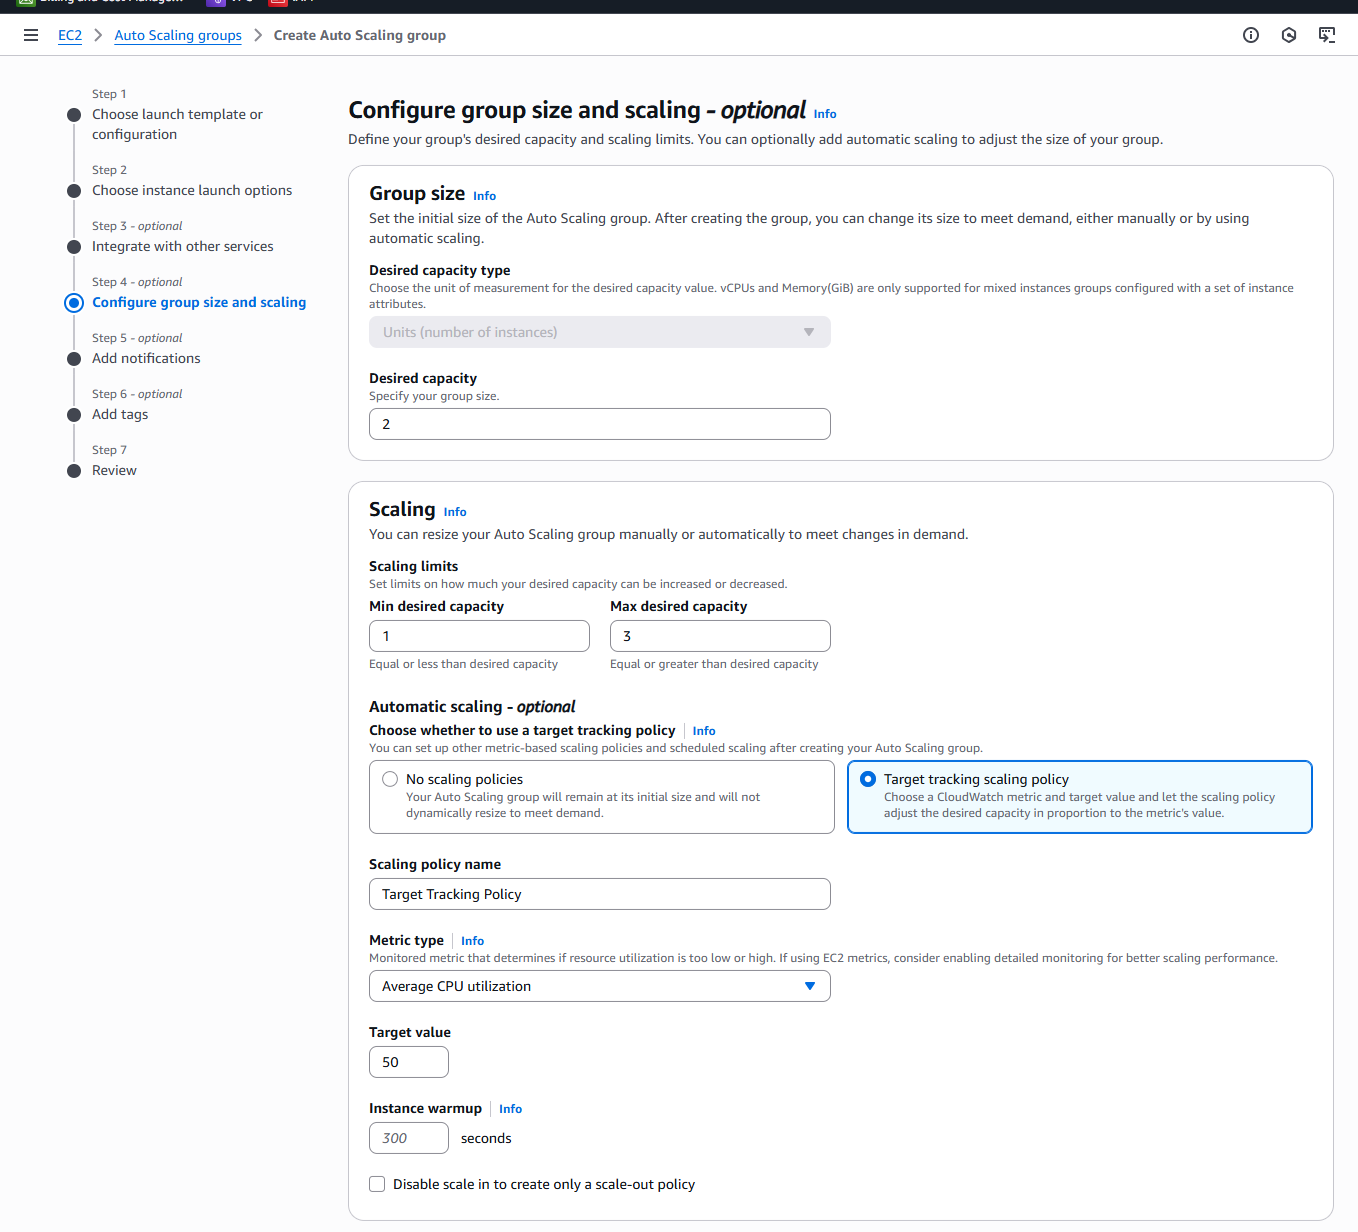 EC2 > Auto Scaling groups > Create Auto Scaling group
Step 1
Choose launch template or
configuration
Step 2
Choose instance launch options
Step 3 - optional
Integrate with other services
Step 4 - optional
Configure group size and scaling
Step 5 - optional
Add notifications
Step 6 - optional
Add tags
Step 7
Review
Configure group size and scaling - optional Info
Define your group's desired capacity and scaling limits. You can optionally add automatic scaling to adjust the size of your group.
Group size Info
Set the initial size of the Auto Scaling group. After creating the group, you can change its size to meet demand, either manually or by using
automatic scaling.
Desired capacity type
Choose the unit of measurement for the desired capacity value. vCPUs and Memory(GiB) are only supported for mixed instances groups configured with a set of instance
attributes.
Units (number of instances)
Desired capacity
Specify your group size.
2
Scaling Info
You can resize your Auto Scaling group manually or automatically to meet changes in demand.
Scaling limits
Set limits on how much your desired capacity can be increased or decreased.
Min desired capacity Max desired capacity
1 3
Equal or less than desired capacity Equal or greater than desired capacity
Automatic scaling - optional
Choose whether to use a target tracking policy Info
You can set up other metric-based scaling policies and scheduled scaling after creating your Auto Scaling group.
No scaling policies
Your Auto Scaling group will remain at its initial size and will not
dynamically resize to meet demand.
Target tracking scaling policy
Choose a CloudWatch metric and target value and let the scaling policy
adjust the desired capacity in proportion to the metric's value.
Scaling policy name
Target Tracking Policy
Metric type Info
Monitored metric that determines if resource utilization is too low or high. If using EC2 metrics, consider enabling detailed monitoring for better scaling performance.
Average CPU utilization
Target value
50
Instance warmup Info
300 seconds
Disable scale in to create only a scale-out policy